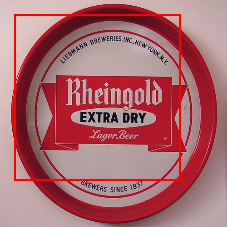 LIEBMANN BREWERIES, INC., NEW YORK, N.Y.
Rheingold
EXTRA DRY
Lager Beer
BREWERS SINCE 1837